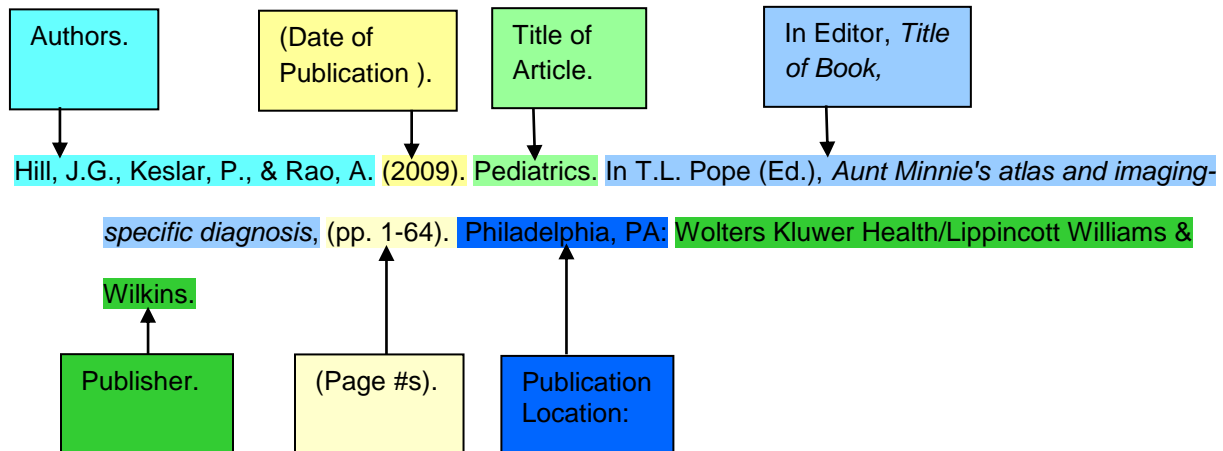 Authors.
(Date of
Publication ).
Title of
Article.
In Editor, Title
of Book,
Hill, J.G., Keslar, P., & Rao, A. (2009). Pediatrics. In T.L. Pope (Ed.), Aunt Minnie's atlas and imaging-
specific diagnosis, (pp. 1-64). Philadelphia, PA: Wolters Kluwer Health/Lippincott Williams &
Wilkins.
Publisher.
(Page #s).
Publication
Location: